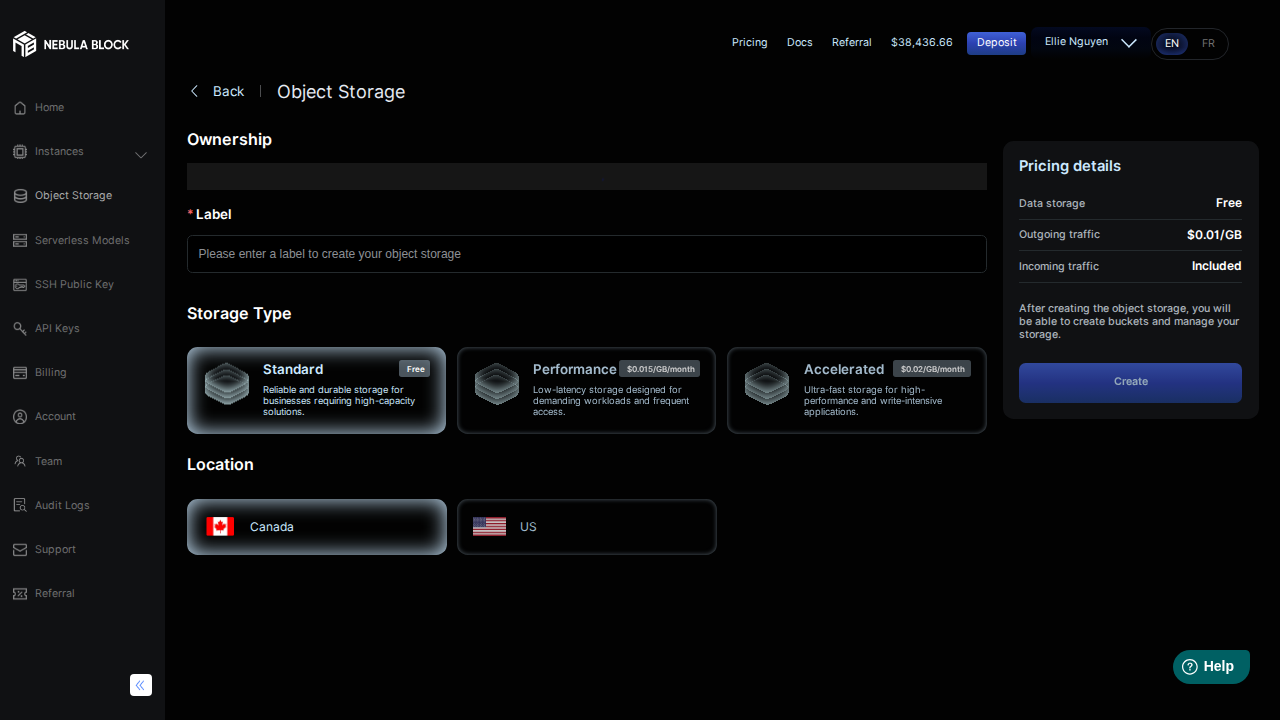 NEBULA BLOCK
Pricing
Docs
Referral
$38,436.66
Deposit
Ellie Nguyen
EN
FR
Home
Instances
Object Storage
Serverless Models
SSH Public Key
API Keys
Billing
Account
Team
Audit Logs
Support
Referral
Back
Object Storage
Ownership
* Label
Please enter a label to create your object storage
Storage Type
Standard
Free
Reliable and durable storage for
businesses requiring high-capacity
solutions.
Performance
$0.015/GB/month
Low-latency storage designed for
demanding workloads and frequent
access.
Accelerated
$0.02/GB/month
Ultra-fast storage for high-
performance and write-intensive
applications.
Location
Canada
US
Pricing details
Data storage
Free
Outgoing traffic
$0.01/GB
Incoming traffic
Included
After creating the object storage, you will
be able to create buckets and manage your
storage.
Create
Help